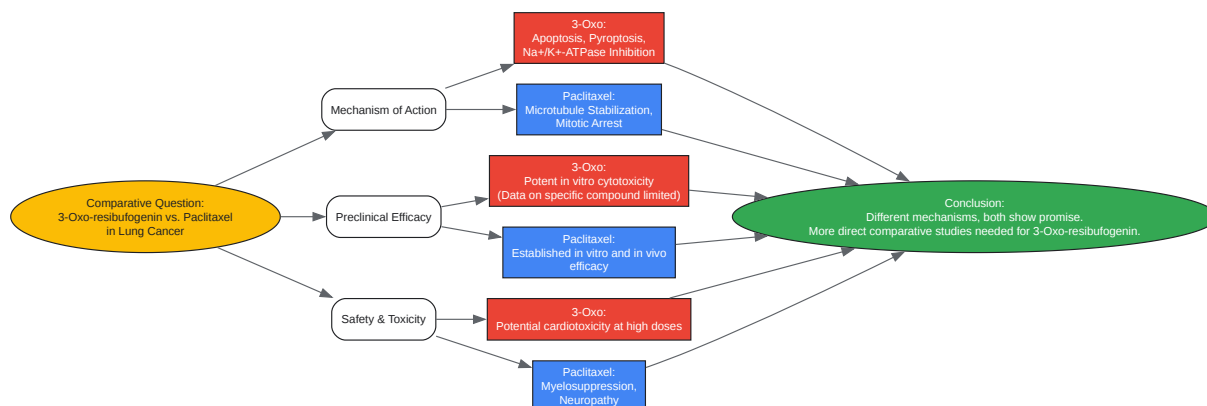 Comparative Question:
3-Oxo-resibufogenin vs. Paclitaxel
in Lung Cancer
Mechanism of Action
Preclinical Efficacy
Safety & Toxicity
3-Oxo:
Apoptosis, Pyroptosis,
Na+/K+-ATPase Inhibition
Paclitaxel:
Microtubule Stabilization,
Mitotic Arrest
3-Oxo:
Potent in vitro cytotoxicity
(Data on specific compound limited)
Paclitaxel:
Established in vitro and in vivo
efficacy
3-Oxo:
Potential cardiotoxicity at high doses
Paclitaxel:
Myelosuppression,
Neuropathy
Conclusion:
Different mechanisms, both show promise.
More direct comparative studies needed for 3-Oxo-resibufogenin.